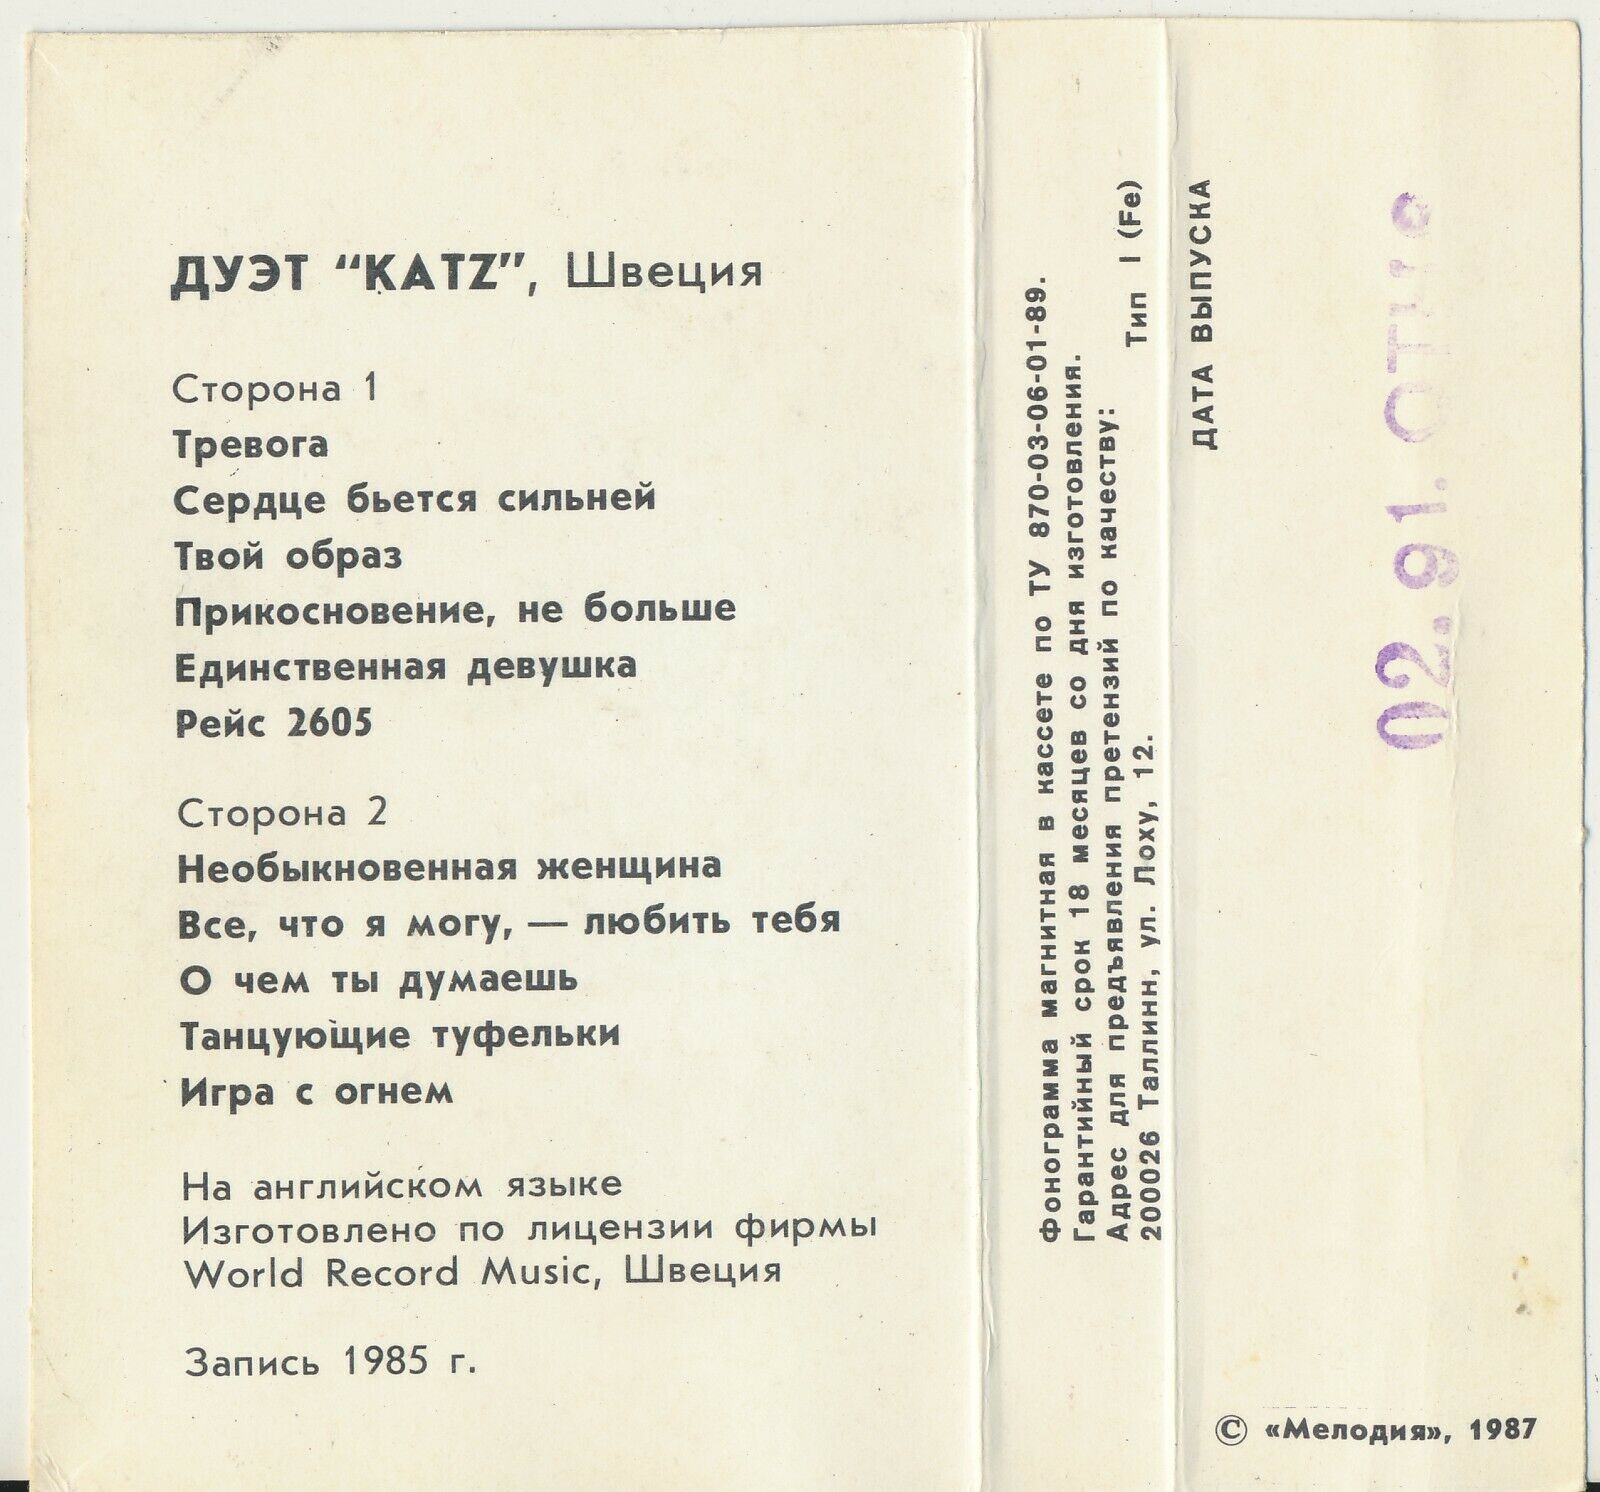 ДУЭТ “KATZ”, Швеция
Сторона 1
Тревога
Сердце бьется сильней
Твой образ
Прикосновение, не больше
Единственная девушка
Рейс 2605
Сторона 2
Необыкновенная женщина
Все, что я могу, — любить тебя
О чем ты думаешь
Танцующие туфельки
Игра с огнем
На английском языке
Изготовлено по лицензии фирмы
World Record Music, Швеция
Запись 1985 г.
Фонограмма магнитная в кассете по ТУ 870-03-06-01-89.
Гарантийный срок 18 месяцев со дня изготовления.
Адрес для предъявления претензий по качеству:
200026 Таллинн, ул. Лоху, 12.
Тип I (Fe)
ДАТА ВЫПУСКА
02. 91.
© «Мелодия», 1987